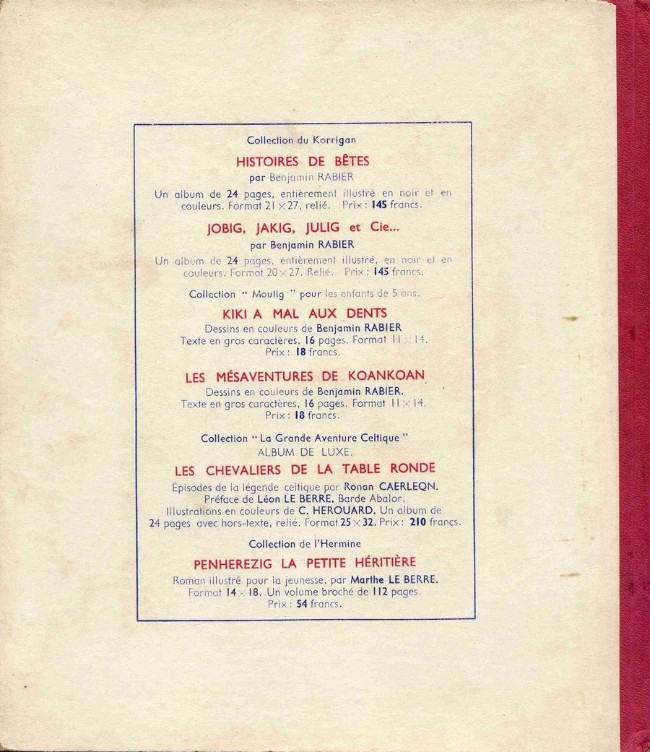 Collection du Korrigan
HISTOIRES DE BÊTES
par Benjamin RABIER
Un album de 24 pages, entièrement illustré en noir et en
couleurs. Format 21 × 27, relié. Prix : 145 francs.
JOBIG, JAKIG, JULIG et Cie...
par Benjamin RABIER
Un album de 24 pages, entièrement illustré, en noir et en
couleurs. Format 20 × 27. Relié. Prix : 145 francs.
Collection " Moulig " pour les enfants de 5 ans.
KIKI A MAL AUX DENTS
Dessins en couleurs de Benjamin RABIER
Texte en gros caractères, 16 pages. Format 11 × 14.
Prix : 18 francs.
LES MÉSAVENTURES DE KOANKOAN
Dessins en couleurs de Benjamin RABIER.
Texte en gros caractères, 16 pages. Format 11 × 14.
Prix : 18 francs.
Collection " La Grande Aventure Celtique "
ALBUM DE LUXE.
LES CHEVALIERS DE LA TABLE RONDE
Épisodes de la légende celtique par Ronan CAERLEON.
Préface de Léon LE BERRE, Barde Abalor.
Illustrations en couleurs de C. HEROUARD. Un album de
24 pages avec hors-texte, relié. Format 25 × 32. Prix : 210 francs.
Collection de l'Hermine
PENHEREZIG LA PETITE HÉRITIÈRE
Roman illustré pour la jeunesse, par Marthe LE BERRE.
Format 14 × 18. Un volume broché de 112 pages.
Prix : 54 francs.